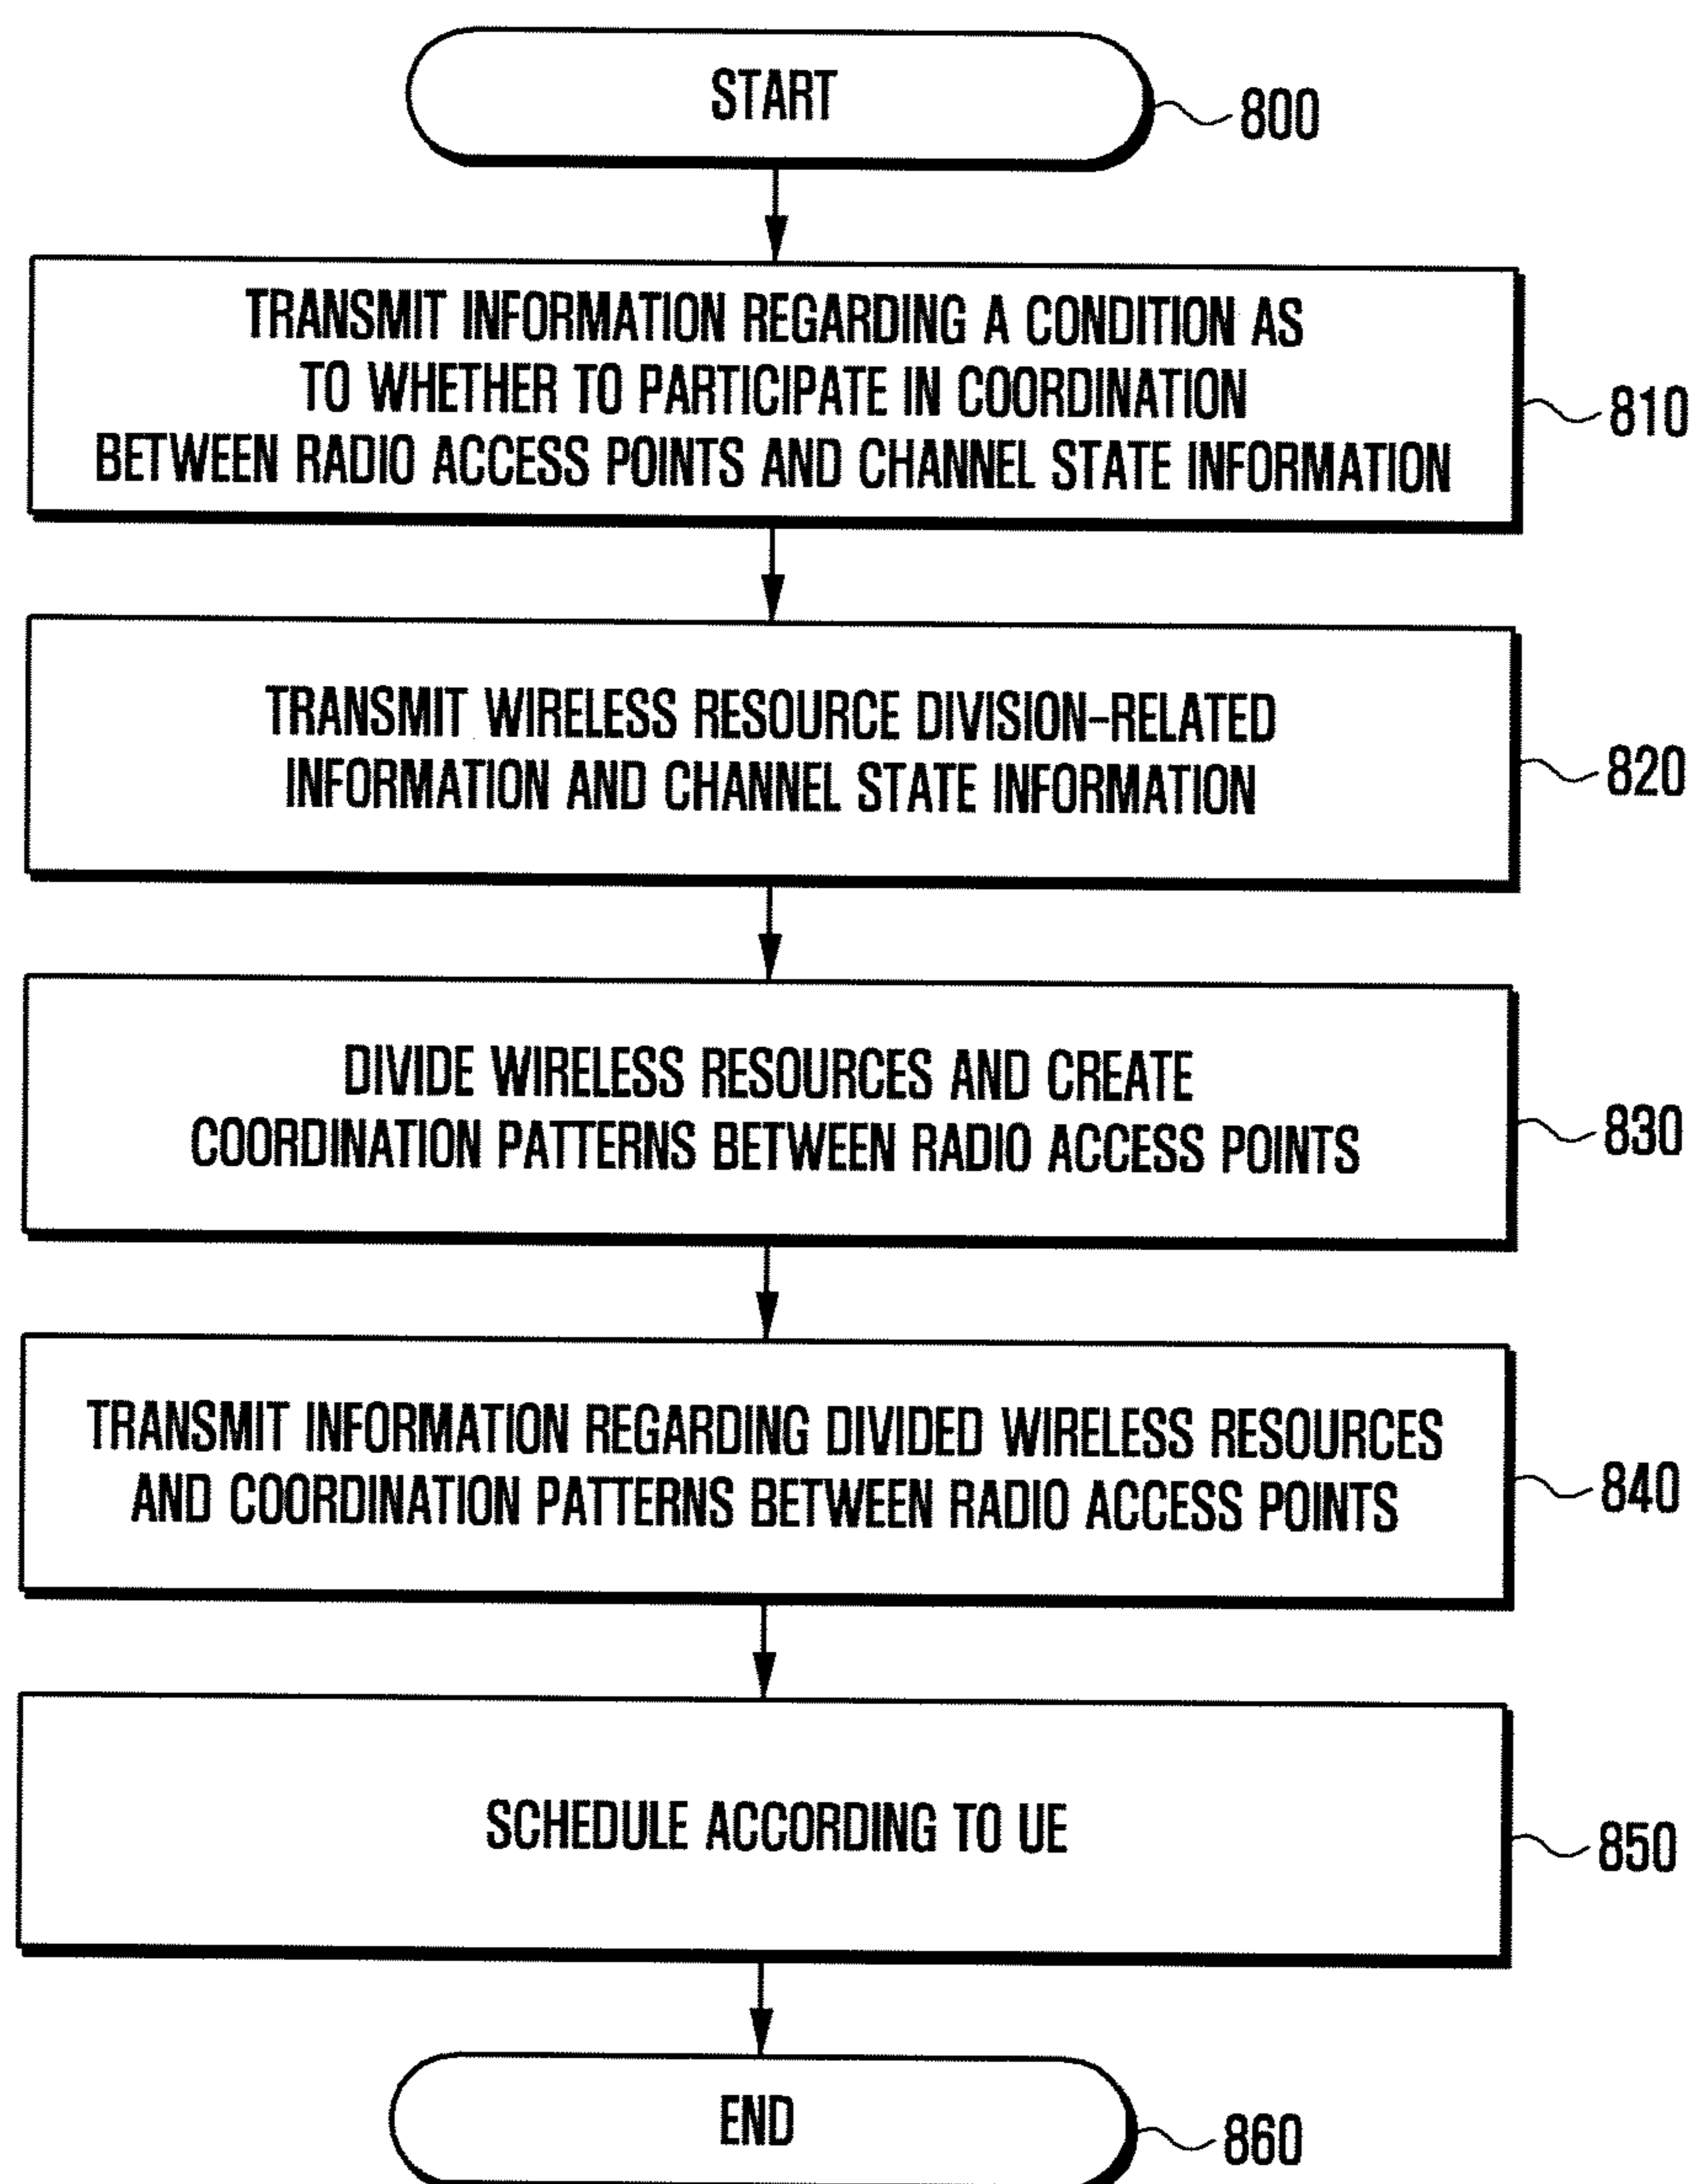 START
800
TRANSMIT INFORMATION REGARDING A CONDITION AS
TO WHETHER TO PARTICIPATE IN COORDINATION
BETWEEN RADIO ACCESS POINTS AND CHANNEL STATE INFORMATION
810
TRANSMIT WIRELESS RESOURCE DIVISION-RELATED
INFORMATION AND CHANNEL STATE INFORMATION
820
DIVIDE WIRELESS RESOURCES AND CREATE
COORDINATION PATTERNS BETWEEN RADIO ACCESS POINTS
830
TRANSMIT INFORMATION REGARDING DIVIDED WIRELESS RESOURCES
AND COORDINATION PATTERNS BETWEEN RADIO ACCESS POINTS
840
SCHEDULE ACCORDING TO UE
850
END
860